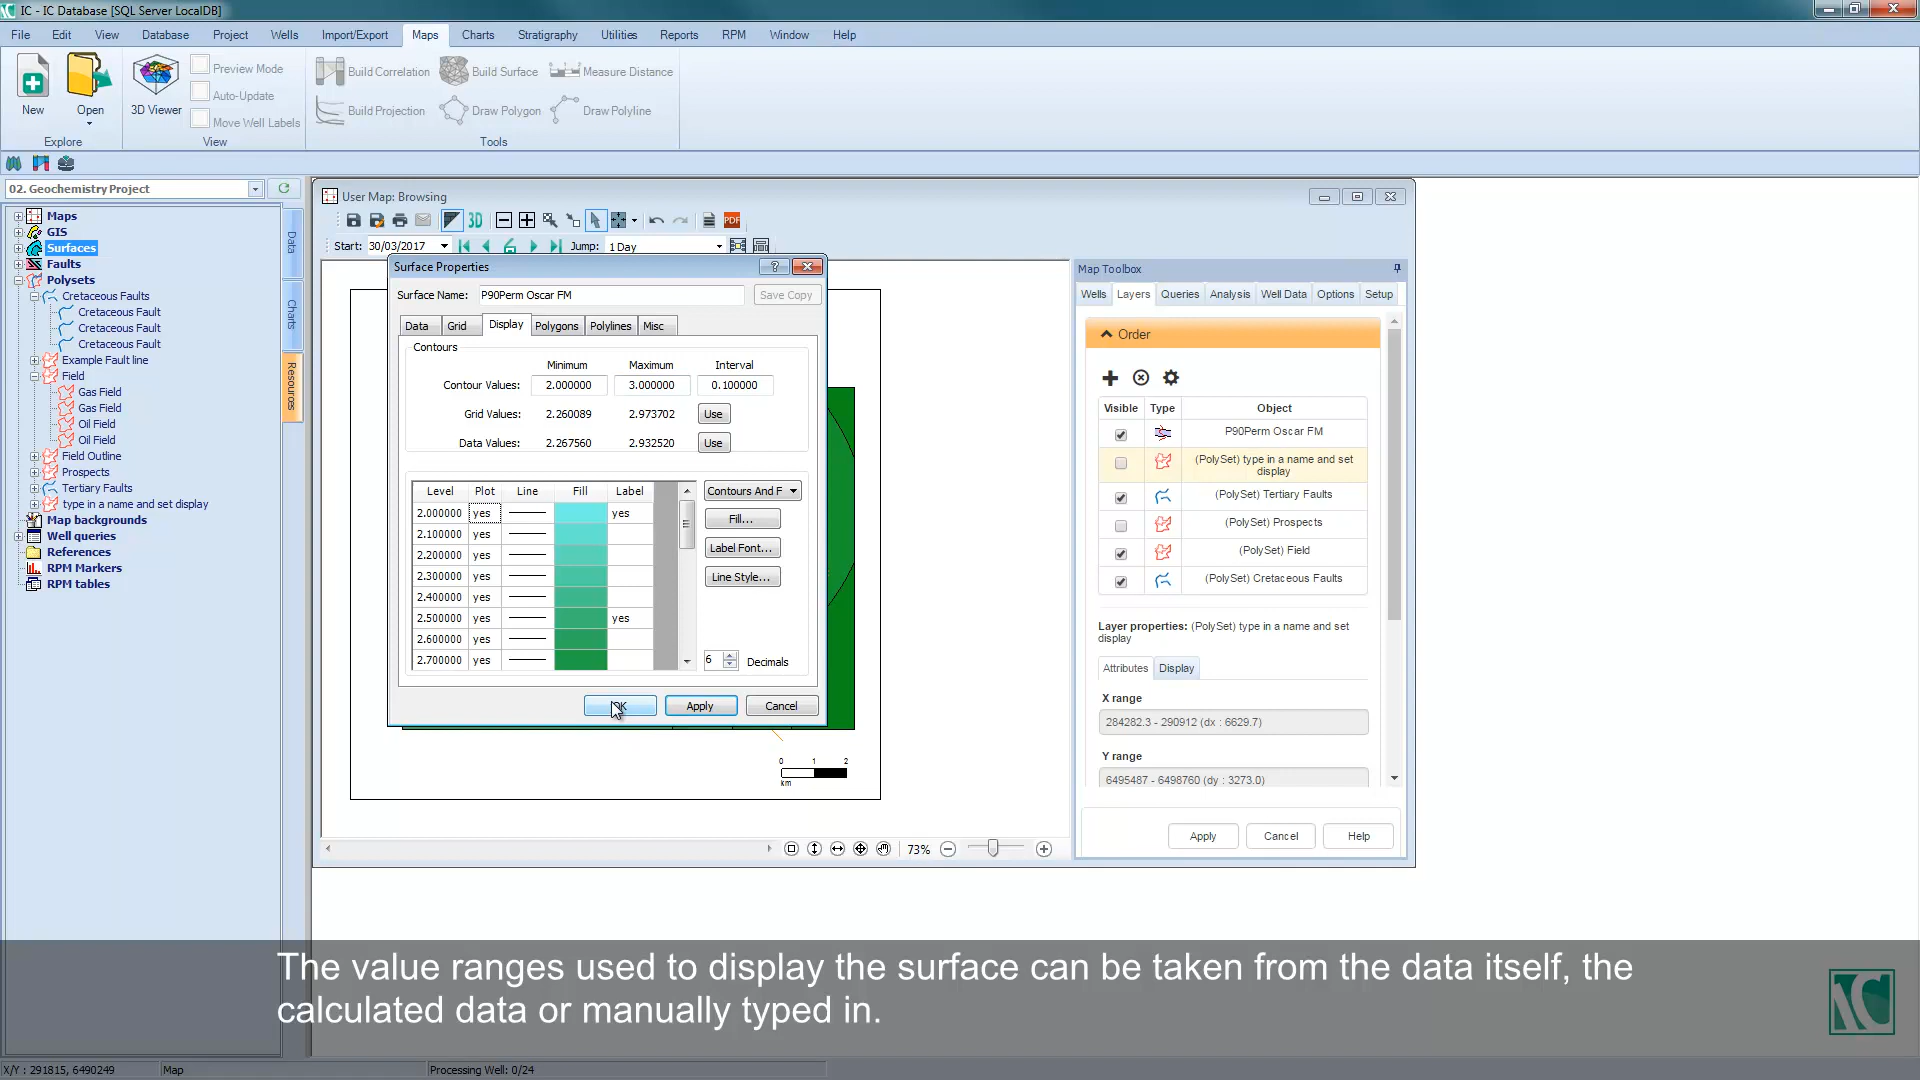 IC - IC Database [SQL Server LocalDB]
File Edit View Database Project Wells Import/Export Maps Charts Stratigraphy Utilities Reports RPM Window Help
New
Open
Explore
3D Viewer
Preview Mode
Auto-Update
Move Well Labels
View
Build Correlation
Build Surface
Measure Distance
Build Projection
Draw Polygon
Draw Polyline
Tools
02. Geochemistry Project
Maps
GIS
Surfaces
Faults
Polysets
Cretaceous Faults
Cretaceous Fault
Cretaceous Fault
Cretaceous Fault
Example Fault line
Field
Gas Field
Gas Field
Oil Field
Oil Field
Field Outline
Prospects
Tertiary Faults
type in a name and set display
Map backgrounds
Well queries
References
RPM Markers
RPM tables
Data
Charts
Resources
User Map: Browsing
3D
PDF
Start: 30/03/2017 Jump: 1 Day
Surface Properties
Surface Name: P90Perm Oscar FM Save Copy
Data Grid Display Polygons Polylines Misc
Contours
Minimum Maximum Interval
Contour Values: 2.000000 3.000000 0.100000
Grid Values: 2.260089 2.973702 Use
Data Values: 2.267560 2.932520 Use
Level Plot Line Fill Label
2.000000 yes yes
2.100000 yes
2.200000 yes
2.300000 yes
2.400000 yes
2.500000 yes yes
2.600000 yes
2.700000 yes
Contours And F
Fill...
Label Font...
Line Style...
6 Decimals
OK Apply Cancel
0 1 2
km
73%
Map Toolbox
Wells Layers Queries Analysis Well Data Options Setup
Order
Visible Type Object
P90Perm Oscar FM
(PolySet) type in a name and set
display
(PolySet) Tertiary Faults
(PolySet) Prospects
(PolySet) Field
(PolySet) Cretaceous Faults
Layer properties: (PolySet) type in a name and set
display
Attributes Display
X range
284282.3 - 290912 (dx : 6629.7)
Y range
6495487 - 6498760 (dy : 3273.0)
Apply Cancel Help
The value ranges used to display the surface can be taken from the data itself, the
calculated data or manually typed in.
IC
X/Y : 291815, 6490249 Map Processing Well: 0/24